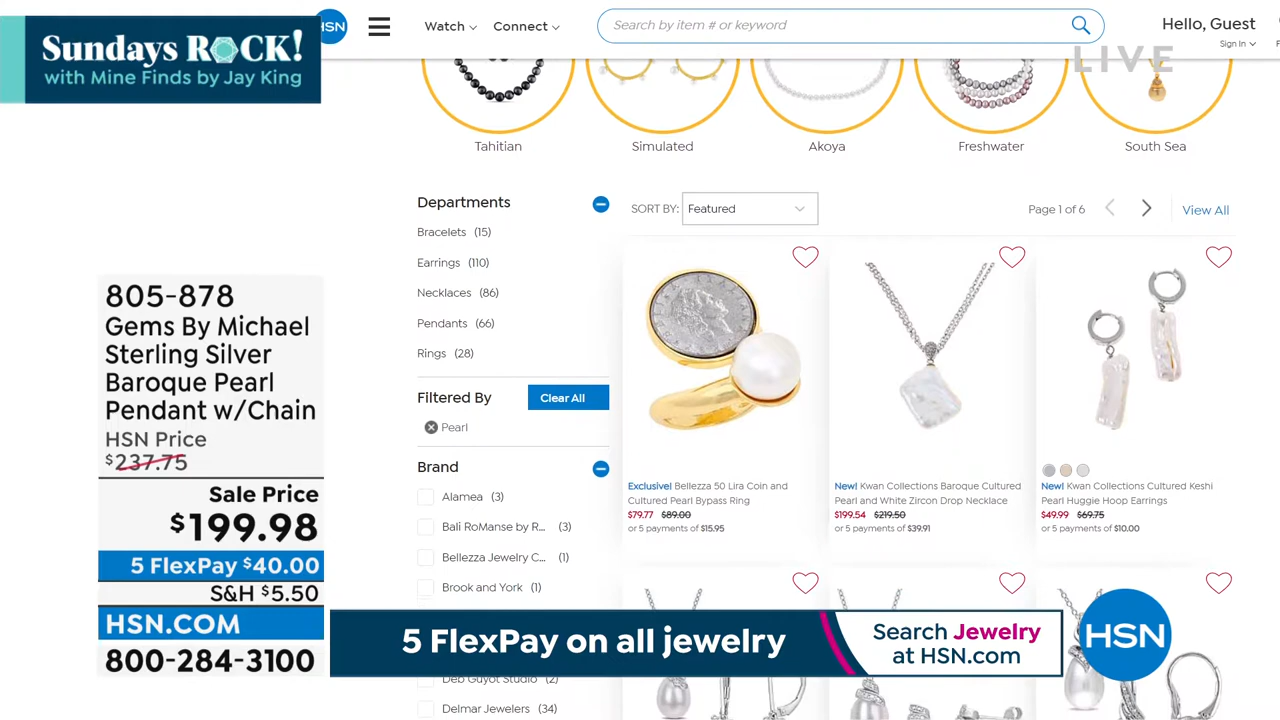 Sundays ROCK!
with Mine Finds by Jay King
HSN
Watch
Connect
Search by item # or keyword
Hello, Guest
Sign In
LIVE
Tahitian
Simulated
Akoya
Freshwater
South Sea
Departments
Bracelets (15)
Earrings (110)
Necklaces (86)
Pendants (66)
Rings (28)
Filtered By
Clear All
Pearl
Brand
Alamea (3)
Bali RoManse by R... (3)
Bellezza Jewelry C... (1)
Brook and York (1)
Deb Guyot Studio (2)
Delmar Jewelers (34)
SORT BY: Featured
Page 1 of 6
View All
Exclusive! Bellezza 50 Lira Coin and
Cultured Pearl Bypass Ring
$79.77 $89.00
or 5 payments of $15.95
New! Kwan Collections Baroque Cultured
Pearl and White Zircon Drop Necklace
$199.54 $219.50
or 5 payments of $39.91
New! Kwan Collections Cultured Keshi
Pearl Huggie Hoop Earrings
$49.99 $69.75
or 5 payments of $10.00
805-878
Gems By Michael
Sterling Silver
Baroque Pearl
Pendant w/Chain
HSN Price
$237.75
Sale Price
$199.98
5 FlexPay $40.00
S&H $5.50
HSN.COM
800-284-3100
5 FlexPay on all jewelry
Search Jewelry
at HSN.com
HSN